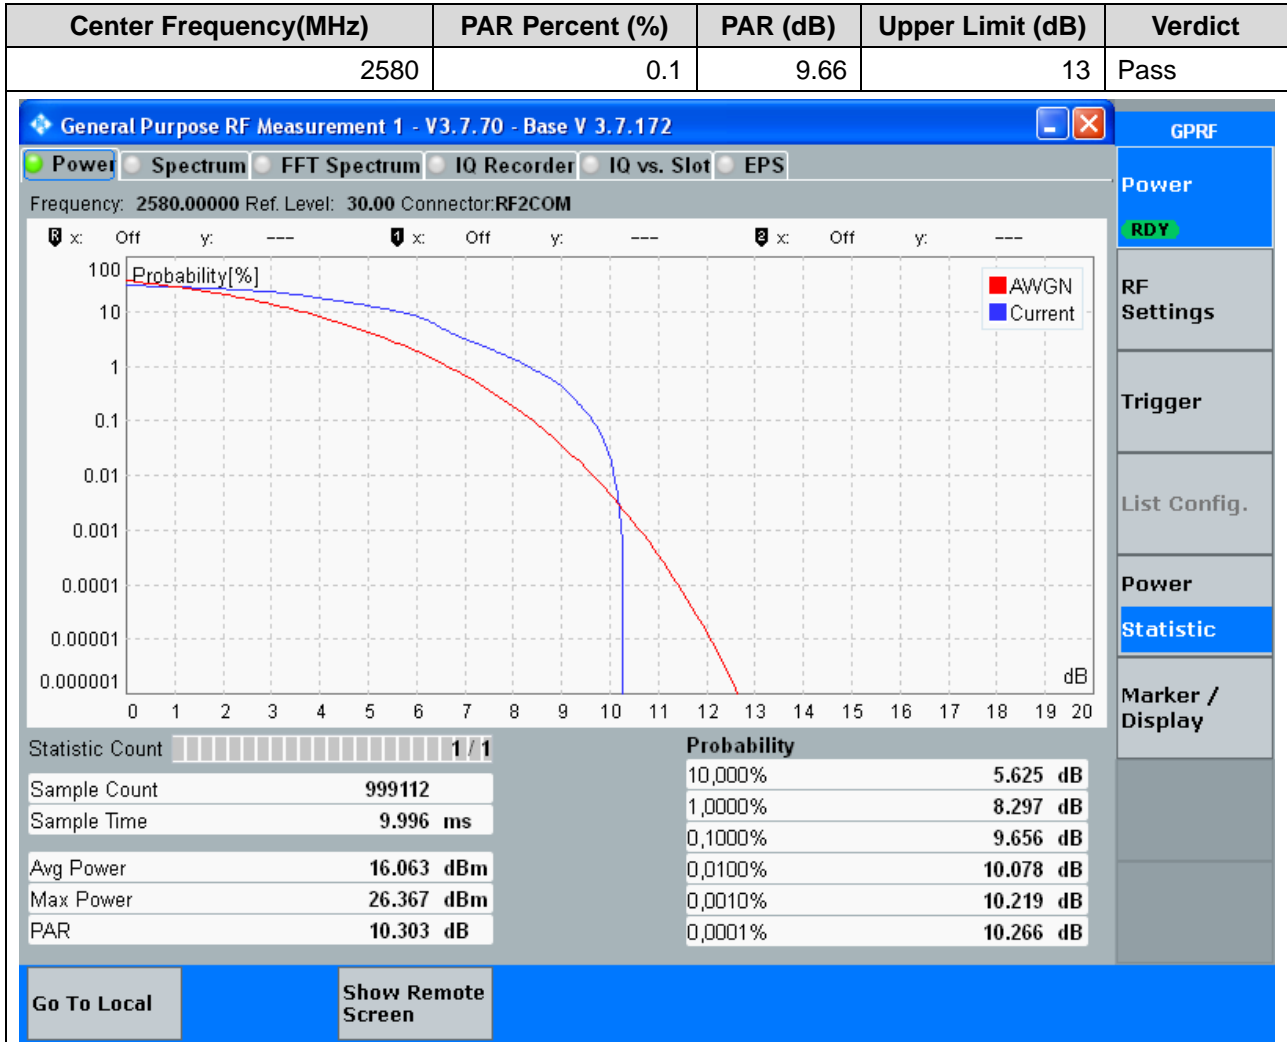 Center Frequency(MHz) PAR Percent (%) PAR (dB) Upper Limit (dB) Verdict
2580 0.1 9.66 13 Pass
General Purpose RF Measurement 1 - V3.7.70 - Base V 3.7.172
GPRF
Power Spectrum FFT Spectrum IQ Recorder IQ vs. Slot EPS
Frequency: 2580.00000 Ref. Level: 30.00 Connector:RF2COM
R x: Off y: --- 1 x: Off y: --- 2 x: Off y: ---
Probability[%]
AWGN
Current
100
10
1
0.1
0.01
0.001
0.0001
0.00001
0.000001
dB
0 1 2 3 4 5 6 7 8 9 10 11 12 13 14 15 16 17 18 19 20
Statistic Count 1 / 1
Sample Count 999112
Sample Time 9.996 ms
Avg Power 16.063 dBm
Max Power 26.367 dBm
PAR 10.303 dB
Probability
10,000% 5.625 dB
1,0000% 8.297 dB
0,1000% 9.656 dB
0,0100% 10.078 dB
0,0010% 10.219 dB
0,0001% 10.266 dB
Power
RDY
RF
Settings
Trigger
List Config.
Power
Statistic
Marker /
Display
Go To Local
Show Remote
Screen